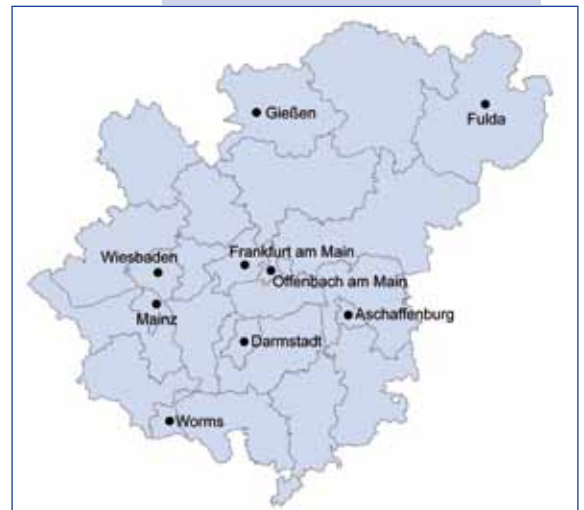 Gießen
Fulda
Frankfurt am Main
Wiesbaden
Offenbach am Main
Mainz
Aschaffenburg
Darmstadt
Worms